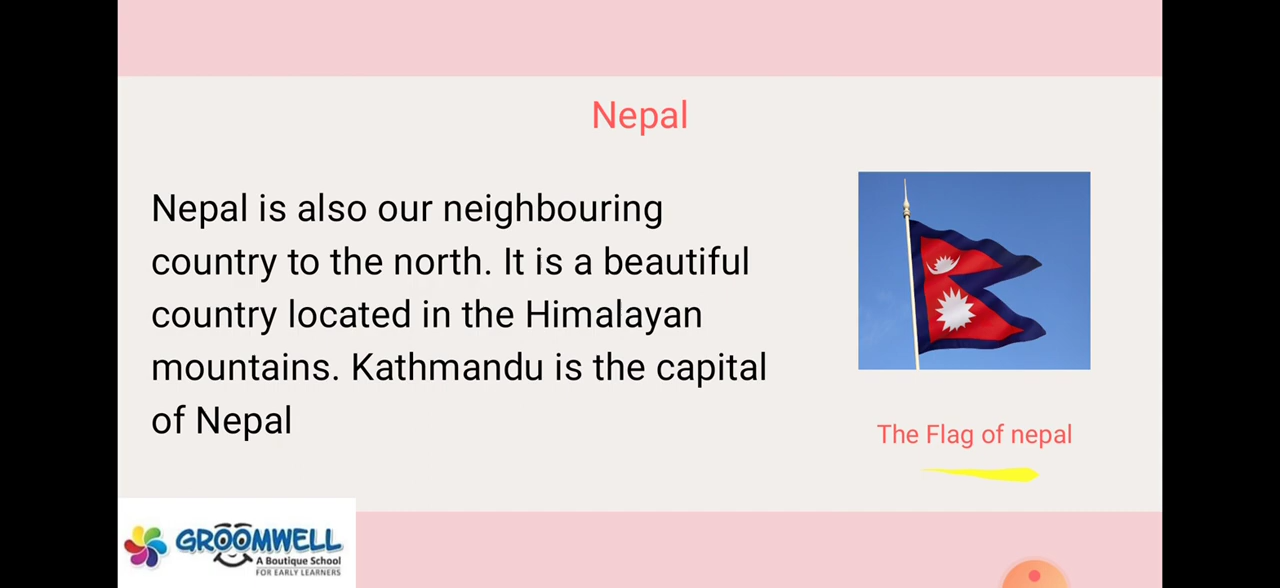 Nepal
Nepal is also our neighbouring
country to the north. It is a beautiful
country located in the Himalayan
mountains. Kathmandu is the capital
of Nepal
The Flag of nepal
GROOMWELL
A Boutique School
FOR EARLY LEARNERS